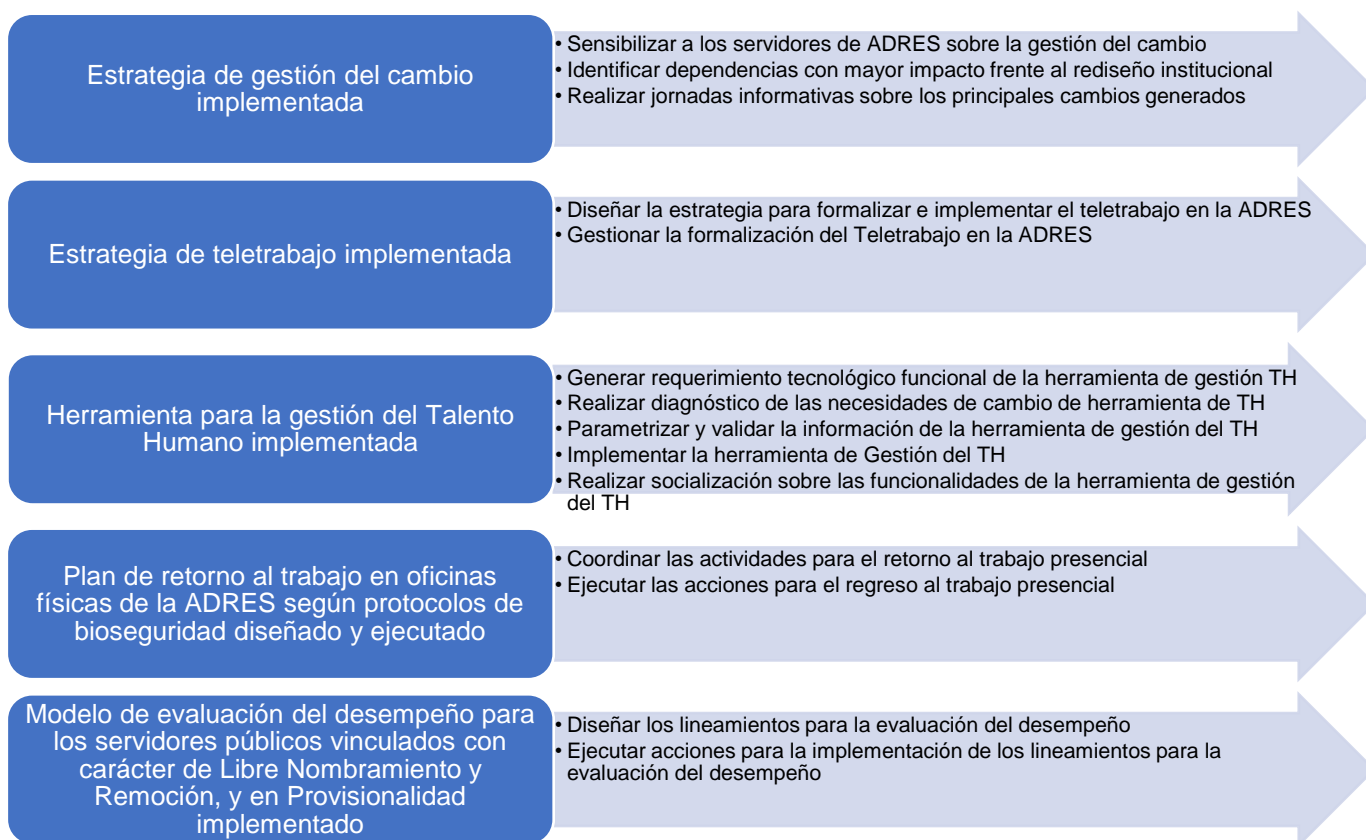 Estrategia de gestión del cambio
implementada
• Sensibilizar a los servidores de ADRES sobre la gestión del cambio
• Identificar dependencias con mayor impacto frente al rediseño institucional
• Realizar jornadas informativas sobre los principales cambios generados
Estrategia de teletrabajo implementada
• Diseñar la estrategia para formalizar e implementar el teletrabajo en la ADRES
• Gestionar la formalización del Teletrabajo en la ADRES
Herramienta para la gestión del Talento
Humano implementada
• Generar requerimiento tecnológico funcional de la herramienta de gestión TH
• Realizar diagnóstico de las necesidades de cambio de herramienta de TH
• Parametrizar y validar la información de la herramienta de gestión del TH
• Implementar la herramienta de Gestión del TH
• Realizar socialización sobre las funcionalidades de la herramienta de gestión
del TH
Plan de retorno al trabajo en oficinas
físicas de la ADRES según protocolos de
bioseguridad diseñado y ejecutado
• Coordinar las actividades para el retorno al trabajo presencial
• Ejecutar las acciones para el regreso al trabajo presencial
Modelo de evaluación del desempeño para
los servidores públicos vinculados con
carácter de Libre Nombramiento y
Remoción, y en Provisionalidad
implementado
• Diseñar los lineamientos para la evaluación del desempeño
• Ejecutar acciones para la implementación de los lineamientos para la
evaluación del desempeño